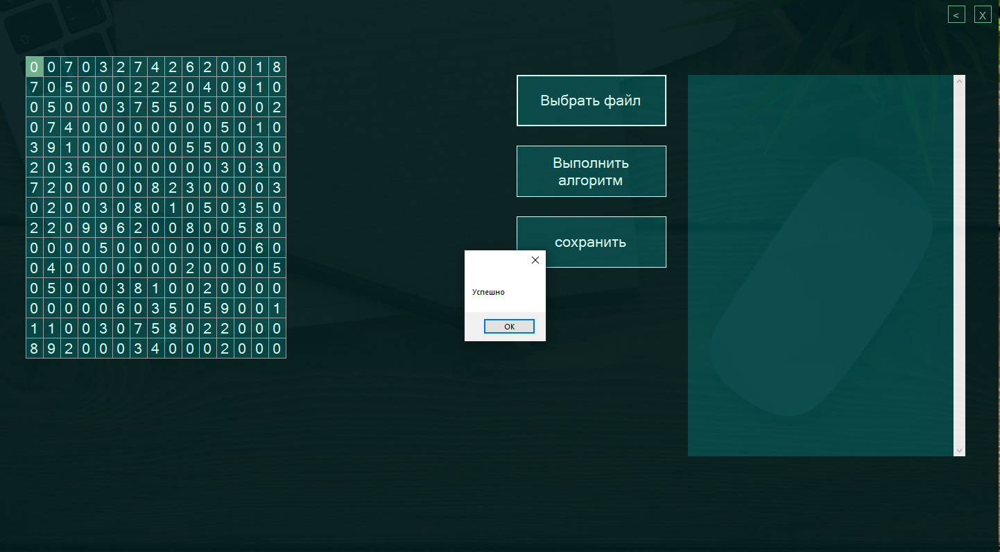 < X
0 0 7 0 3 2 7 4 2 6 2 0 0 1 8
7 0 5 0 0 0 2 2 2 0 4 0 9 1 0
0 5 0 0 0 3 7 5 5 0 5 0 0 0 2
0 7 4 0 0 0 0 0 0 0 0 5 0 1 0
3 9 1 0 0 0 0 0 0 5 5 0 0 3 0
2 0 3 6 0 0 0 0 0 0 0 3 0 3 0
7 2 0 0 0 0 0 8 2 3 0 0 0 0 3
0 2 0 0 3 0 8 0 1 0 5 0 3 5 0
2 2 0 9 9 6 2 0 0 8 0 0 5 8 0
0 0 0 0 5 0 0 0 0 0 0 0 0 6 0
0 4 0 0 0 0 0 0 0 2 0 0 0 0 5
0 5 0 0 0 3 8 1 0 0 2 0 0 0 0
0 0 0 0 0 6 0 3 5 0 5 9 0 0 1
1 1 0 0 3 0 7 5 8 0 2 2 0 0 0
8 9 2 0 0 0 3 4 0 0 0 2 0 0 0
Выбрать файл
Выполнить
алгоритм
сохранить
Успешно
ОК